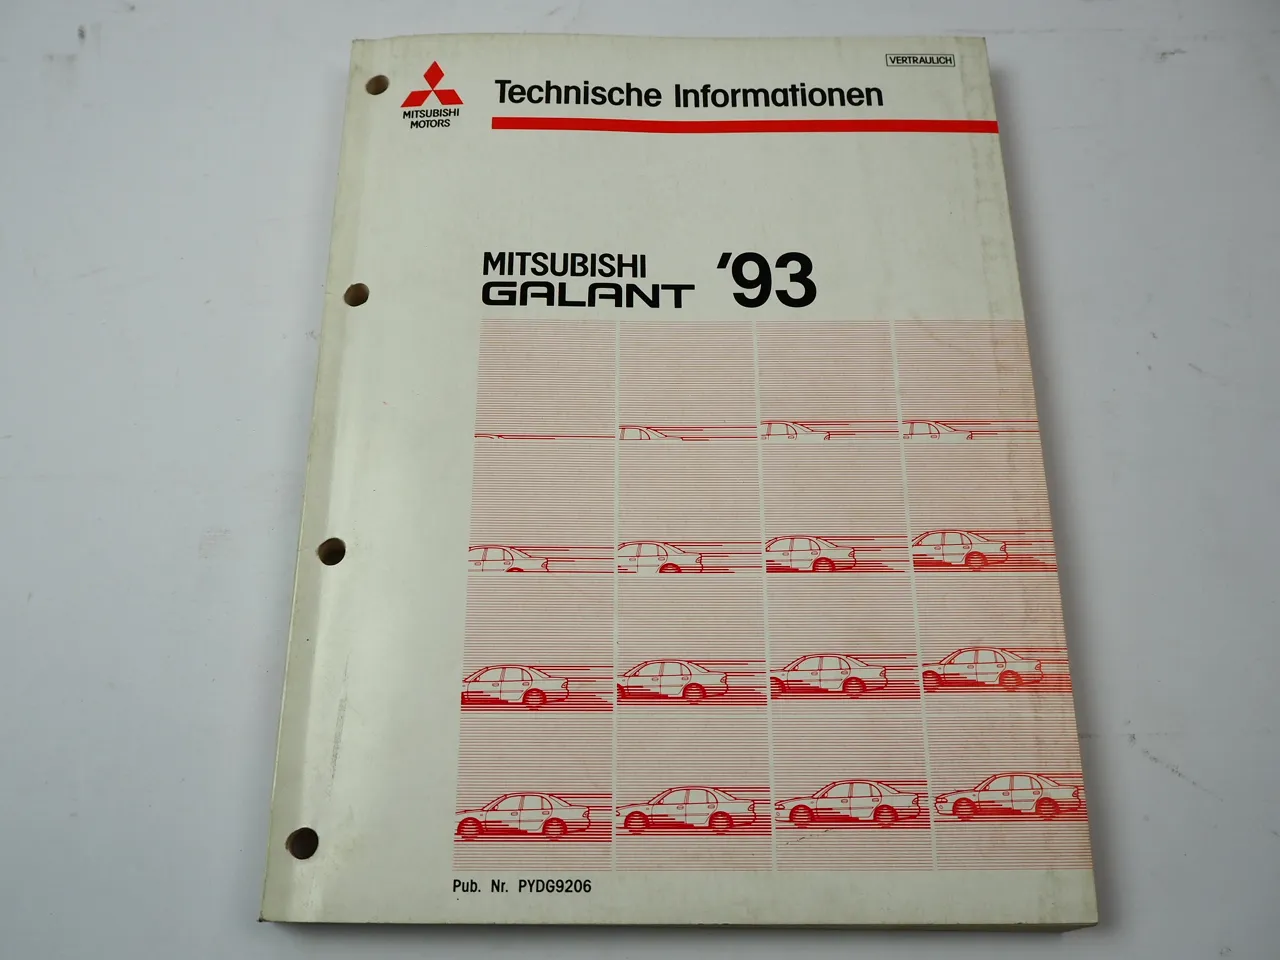 VERTRAULICH
MITSUBISHI
MOTORS
Technische Informationen
MITSUBISHI
GALANT '93
Pub. Nr. PYDG9206